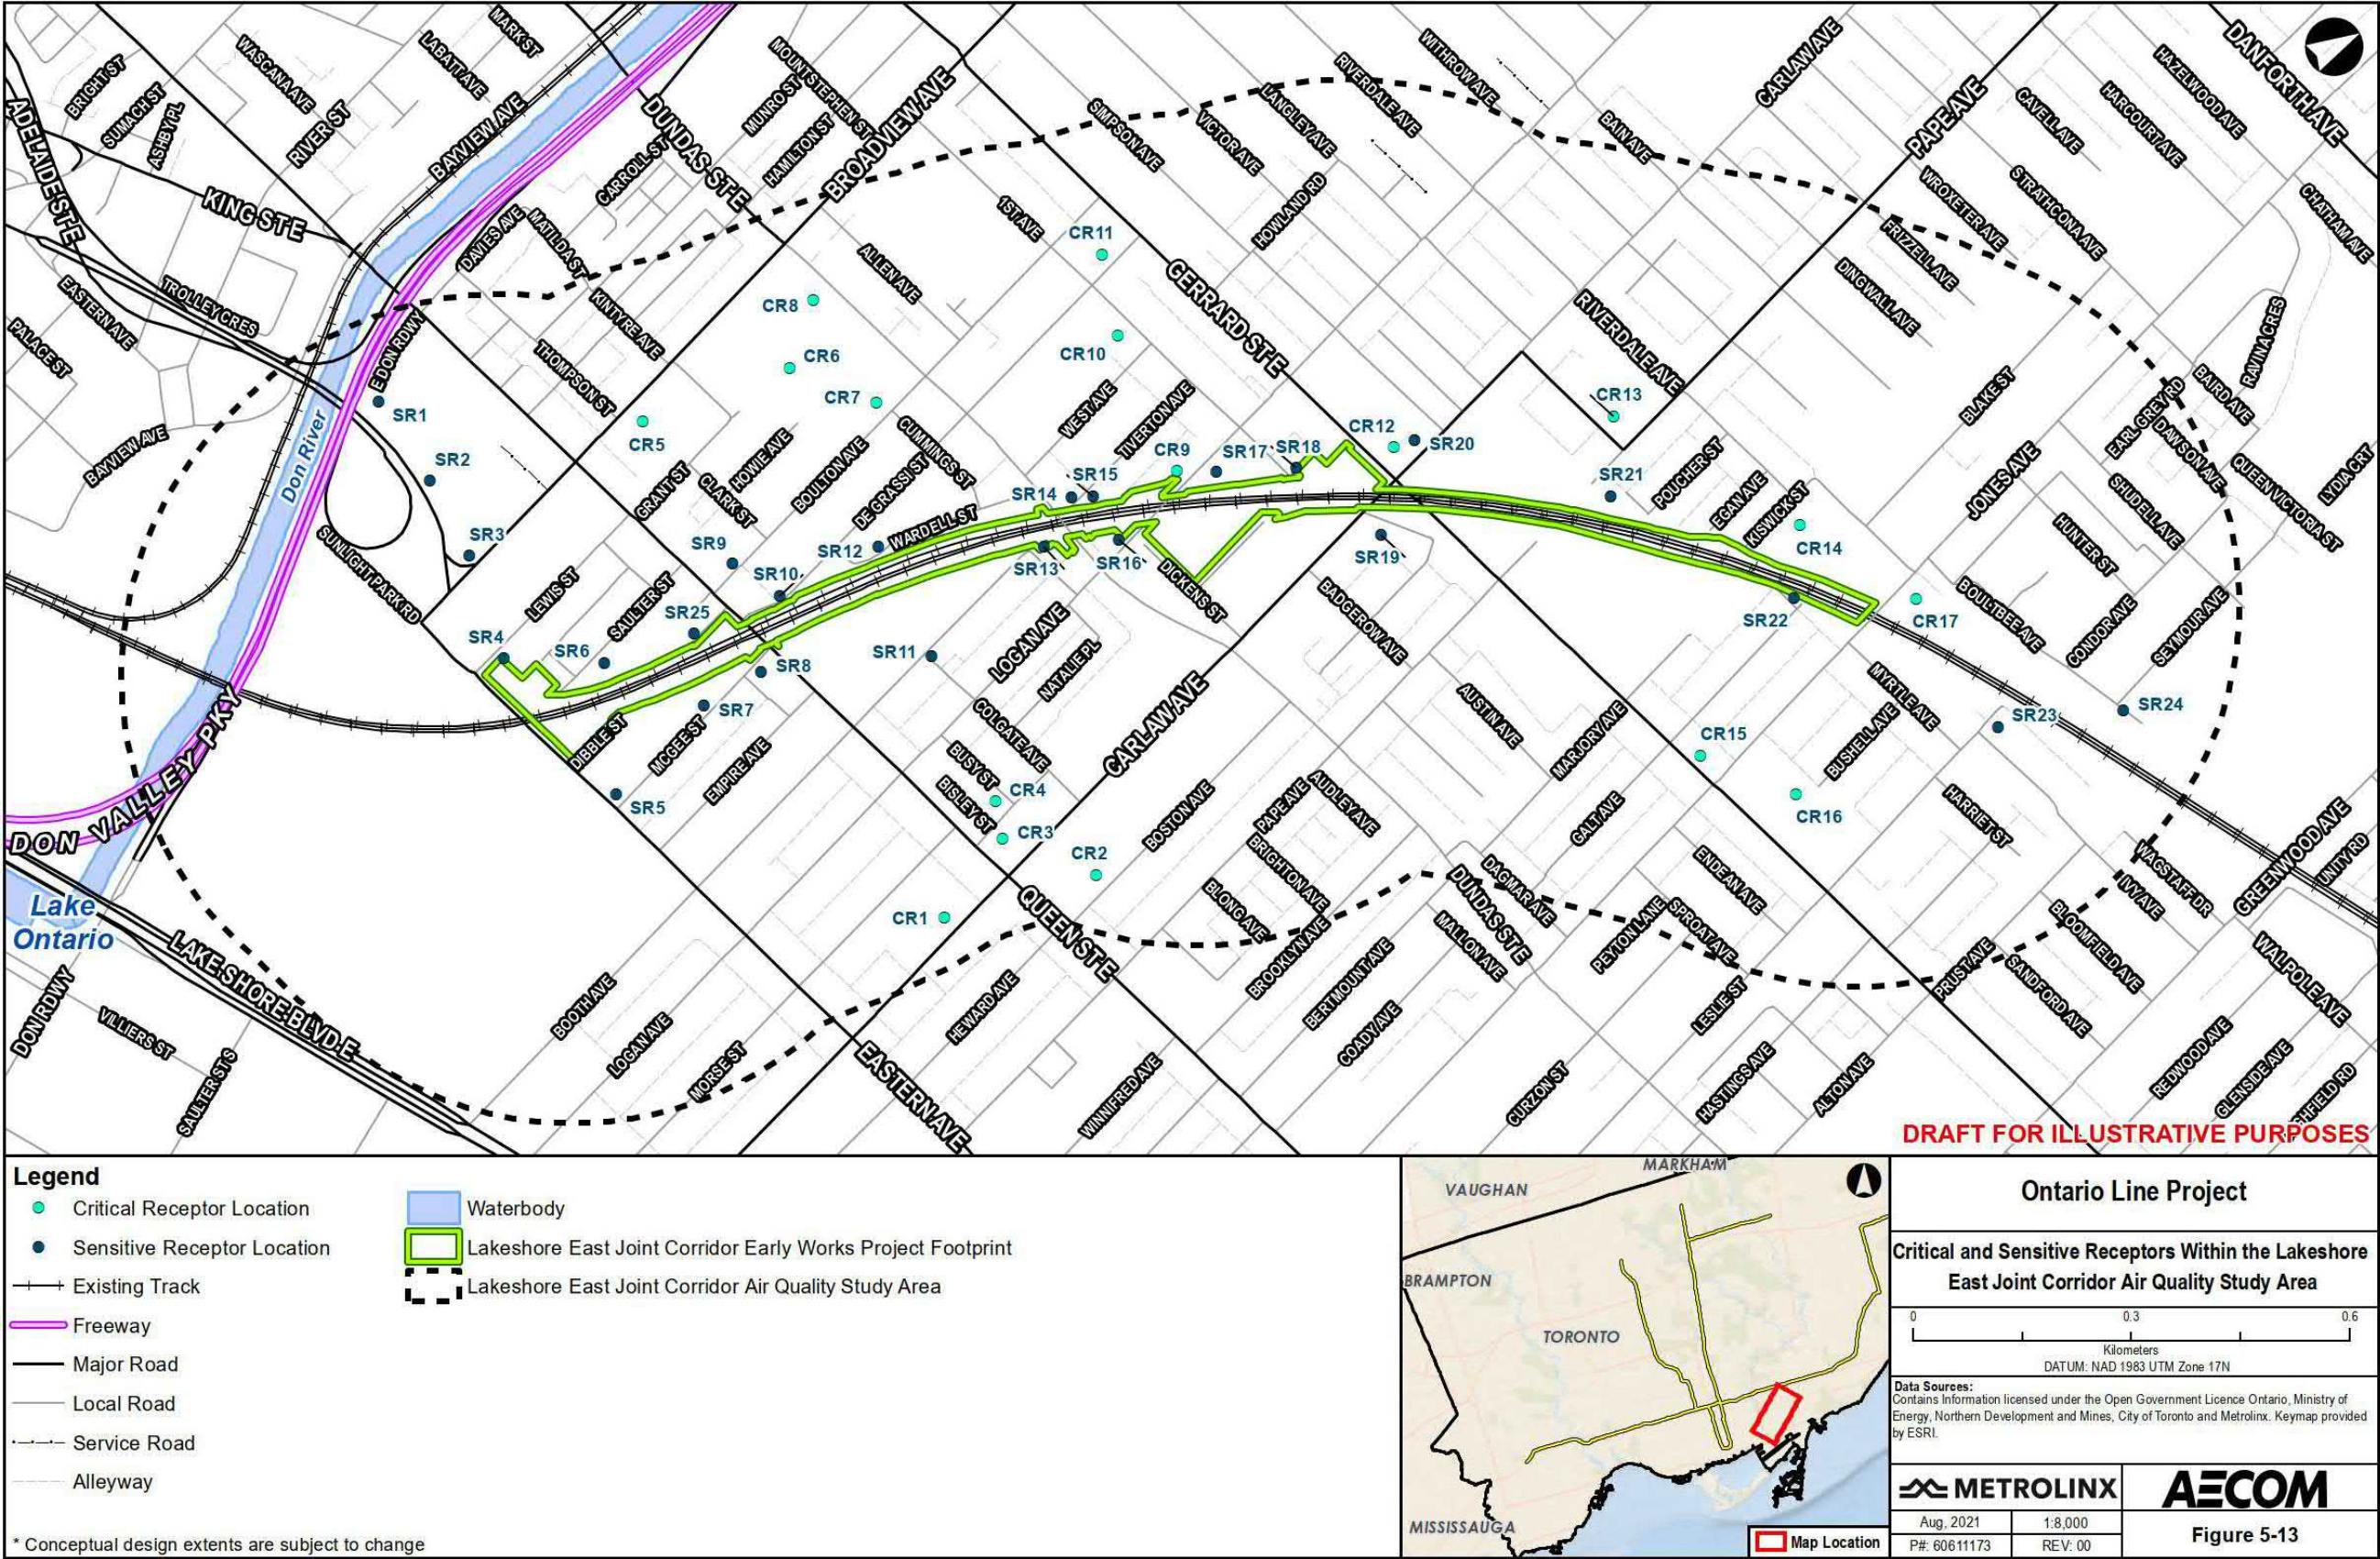 MARK ST
LABATT AVE
WASCANA AVE
BRIGHT ST
SUMACH ST
ASHBY PL
RIVER ST
BAYVIEW AVE
ADELAIDE ST E
KING ST E
TROLLEY CRES
EASTERN AVE
PALACE ST
BAYVIEW AVE
Don River
E DON RDWY
DAVIES AVE
MATILDA ST
CARROLL ST
DUNDAS ST E
MUNRO ST
MOUNT STEPHEN ST
HAMILTON ST
BROADVIEW AVE
KINTYRE AVE
THOMPSON ST
ALLEN AVE
1ST AVE
SIMPSON AVE
VICTOR AVE
LANGLEY AVE
RIVERDALE AVE
WITHROW AVE
HOWLAND RD
BAIN AVE
CARLAW AVE
PAPE AVE
CAVELL AVE
HARCOURT AVE
HAZELWOOD AVE
DANFORTH AVE
CHATHAM AVE
STRATHCONA AVE
WROXETER AVE
FRIZZELL AVE
DINGWALL AVE
RAVINA CRES
BAIRD AVE
EARL GREY RD
DAWSON AVE
QUEEN VICTORIA ST
LYDIA CRT
SHUDELL AVE
HUNTER ST
JONES AVE
BLAKE ST
BOULTBEE AVE
CONDOR AVE
SEYMOUR AVE
GERRARD ST E
RIVERDALE AVE
POUCHER ST
EGAN AVE
KISWICK ST
WEST AVE
TIVERTON AVE
CUMMINGS ST
DE GRASSI ST
BOULTON AVE
HOWIE AVE
CLARK ST
GRANT ST
WARDELL ST
SAULTER ST
LEWIS ST
SUNLIGHT PARK RD
DIBBLE ST
MCGEE ST
EMPIRE AVE
LOGAN AVE
NATALIE PL
COLGATE AVE
BUSY ST
BISLEY ST
CARLAW AVE
DICKENS ST
BADGEROW AVE
AUSTIN AVE
MARJORY AVE
MYRTLE AVE
BUSHELL AVE
HARRIET ST
GALT AVE
BOSTON AVE
PAPE AVE
AUDLEY AVE
BRIGHTON AVE
BLONG AVE
BROOKLYN AVE
BERTMOUNT AVE
COADY AVE
DUNDAS ST E
DAGMAR AVE
MALLON AVE
ENDEAN AVE
SPROAT AVE
PEYTON LANE
LESLIE ST
CURZON ST
HASTINGS AVE
ALTON AVE
PRUST AVE
SANDFORD AVE
BLOOMFIELD AVE
IVY AVE
WAGSTAFF DR
GREENWOOD AVE
UNITY RD
WALPOLE AVE
REDWOOD AVE
GLENSIDE AVE
HFIELD RD
QUEEN ST E
EASTERN AVE
HEWARD AVE
WINNIFRED AVE
BOOTH AVE
LOGAN AVE
MORSE ST
DON VALLEY PKY
Lake
Ontario
LAKE SHORE BLVD E
DON RDWY
VILLIERS ST
SAULTER ST S
CR11
CR8
CR6
CR7
CR10
CR5
CR9
CR12
CR13
CR14
CR17
CR15
CR16
CR4
CR3
CR2
CR1
SR1
SR2
SR3
SR4
SR5
SR6
SR7
SR8
SR9
SR10
SR11
SR12
SR13
SR14
SR15
SR16
SR17
SR18
SR19
SR20
SR21
SR22
SR23
SR24
SR25
DRAFT FOR ILLUSTRATIVE PURPOSES
Legend
Critical Receptor Location
Sensitive Receptor Location
Existing Track
Freeway
Major Road
Local Road
Service Road
Alleyway
Waterbody
Lakeshore East Joint Corridor Early Works Project Footprint
Lakeshore East Joint Corridor Air Quality Study Area
* Conceptual design extents are subject to change
MARKHAM
VAUGHAN
BRAMPTON
TORONTO
MISSISSAUGA
Map Location
Ontario Line Project
Critical and Sensitive Receptors Within the Lakeshore
East Joint Corridor Air Quality Study Area
0 0.3 0.6
Kilometers
DATUM: NAD 1983 UTM Zone 17N
Data Sources:
Contains Information licensed under the Open Government Licence Ontario, Ministry of
Energy, Northern Development and Mines, City of Toronto and Metrolinx. Keymap provided
by ESRI.
METROLINX
AECOM
Aug, 2021
1:8,000
P#: 60611173
REV: 00
Figure 5-13